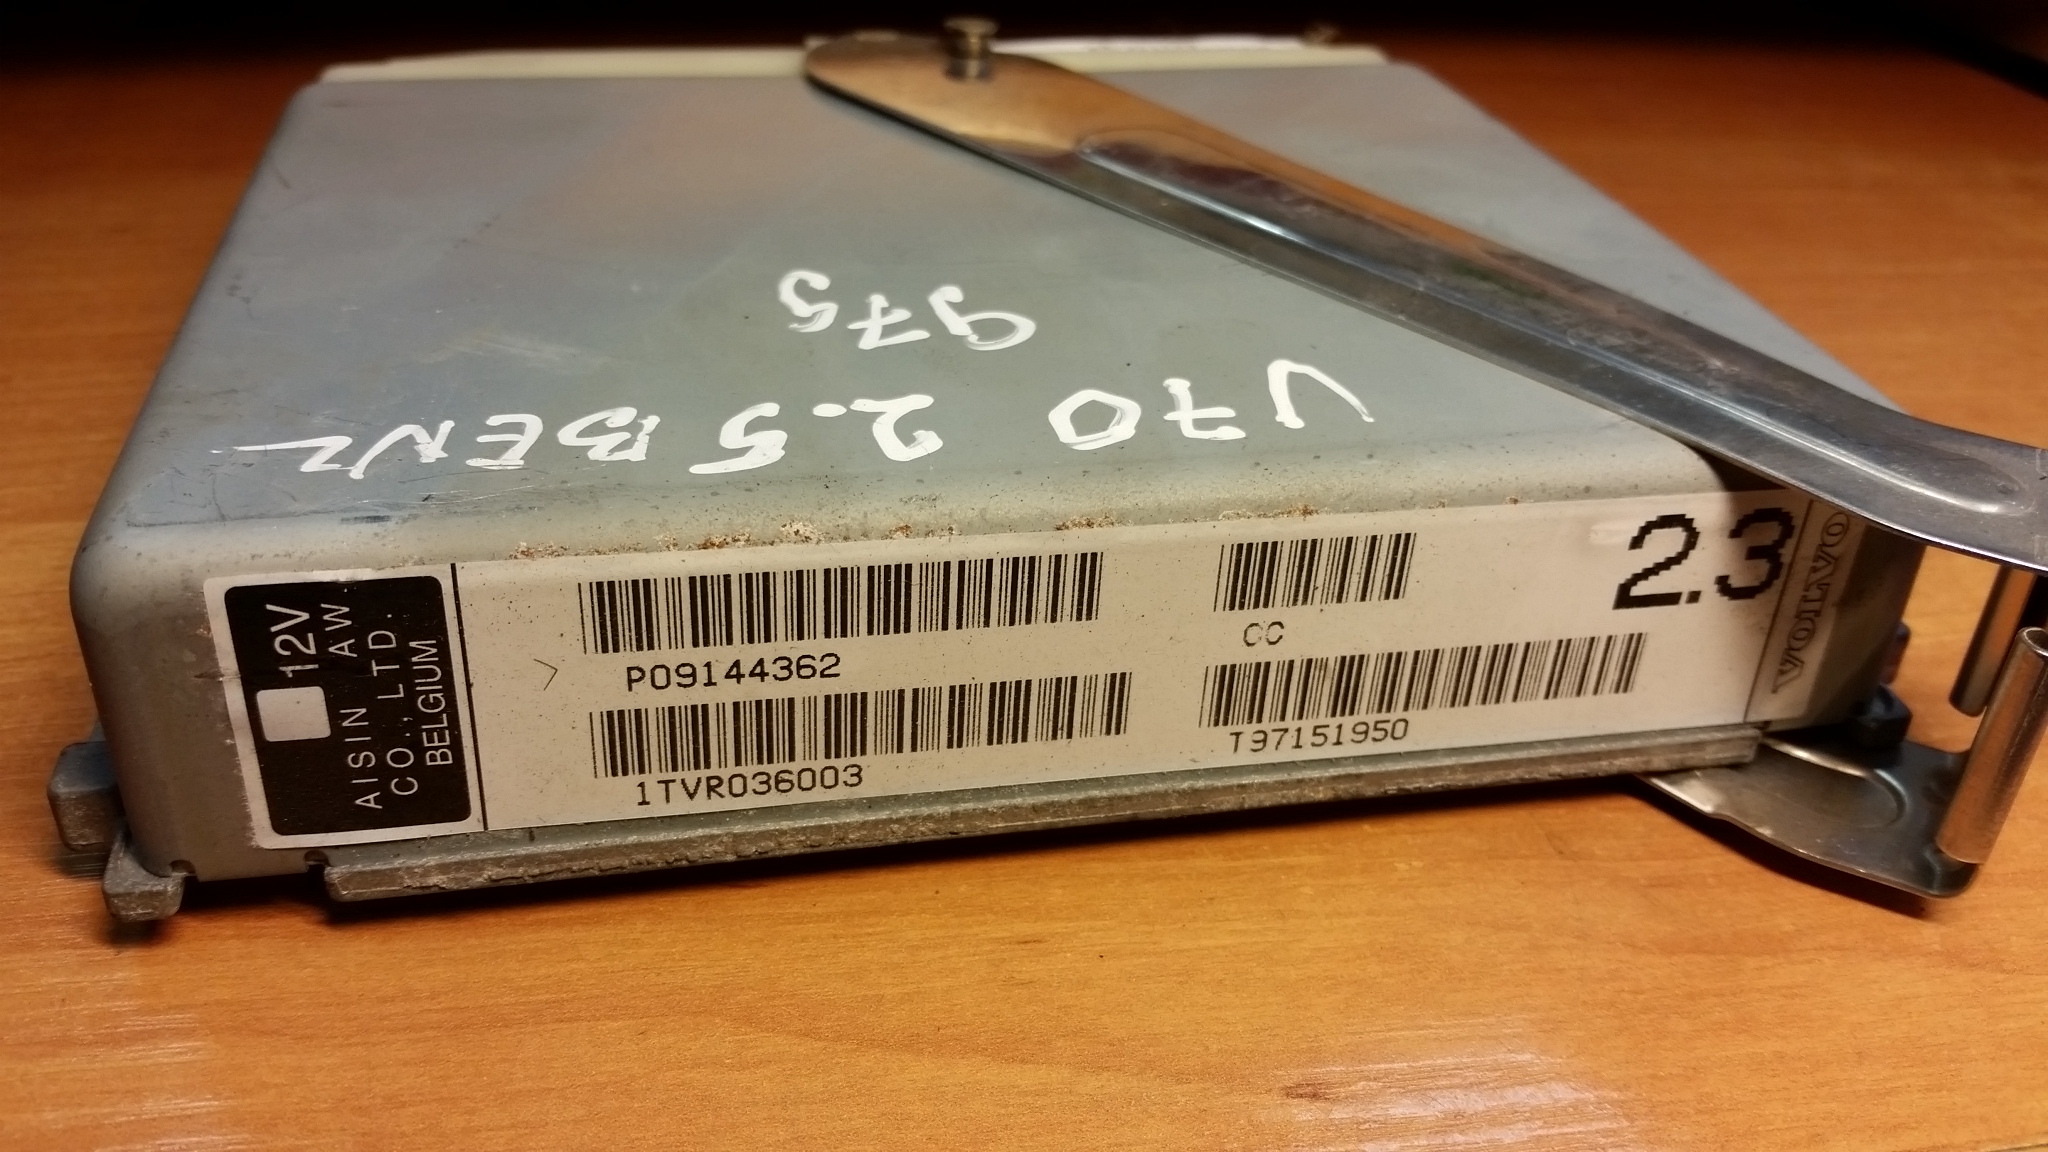 V70 2.5 BENZ
97s
12V
AISIN AW
CO., LTD.
BELGIUM
P09144362
CC
2.3
1TVR036003
T97151950
VOLVO